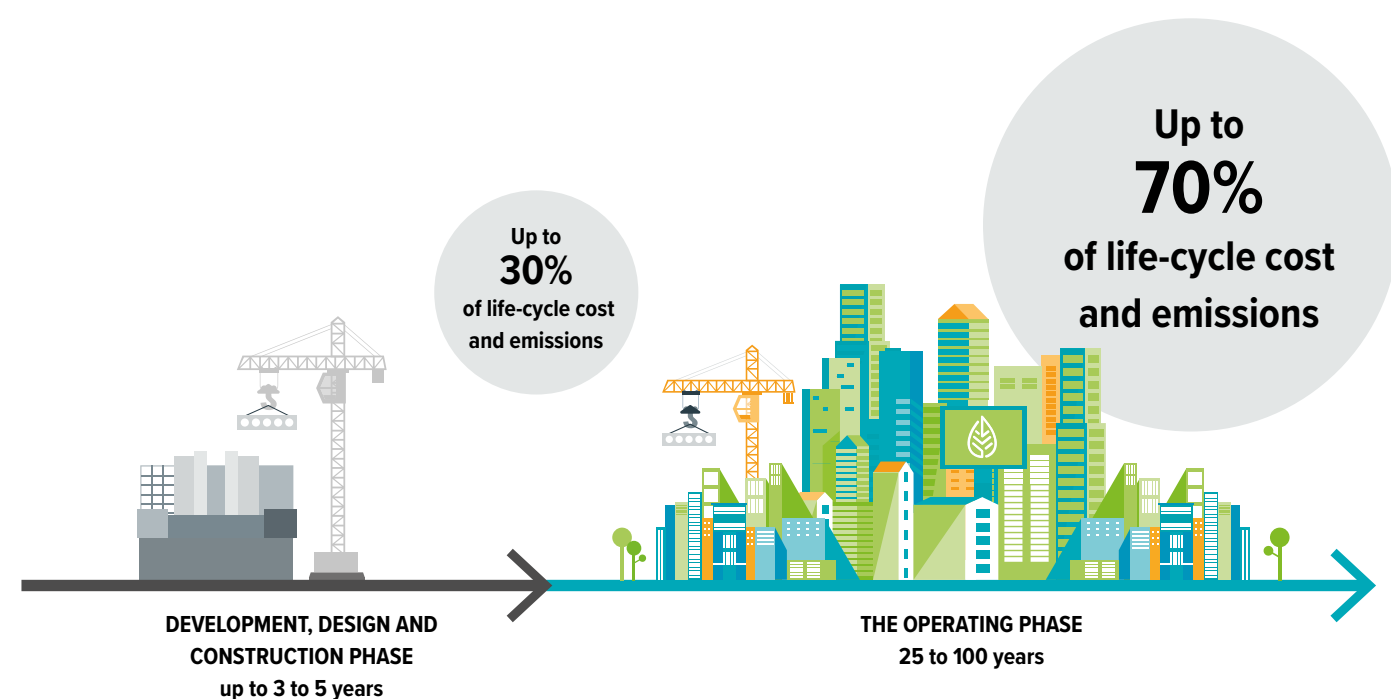 Up to
30%
of life-cycle cost
and emissions
Up to
70%
of life-cycle cost
and emissions
DEVELOPMENT, DESIGN AND
CONSTRUCTION PHASE
up to 3 to 5 years
THE OPERATING PHASE
25 to 100 years